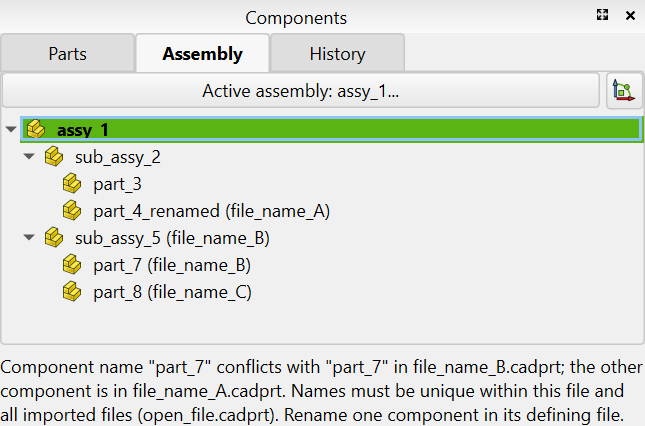 Components
Parts
Assembly
History
Active assembly: assy_1...
assy_1
sub_assy_2
part_3
part_4_renamed (file_name_A)
sub_assy_5 (file_name_B)
part_7 (file_name_B)
part_8 (file_name_C)
Component name "part_7" conflicts with "part_7" in file_name_B.cadprt; the other
component is in file_name_A.cadprt. Names must be unique within this file and
all imported files (open_file.cadprt). Rename one component in its defining file.